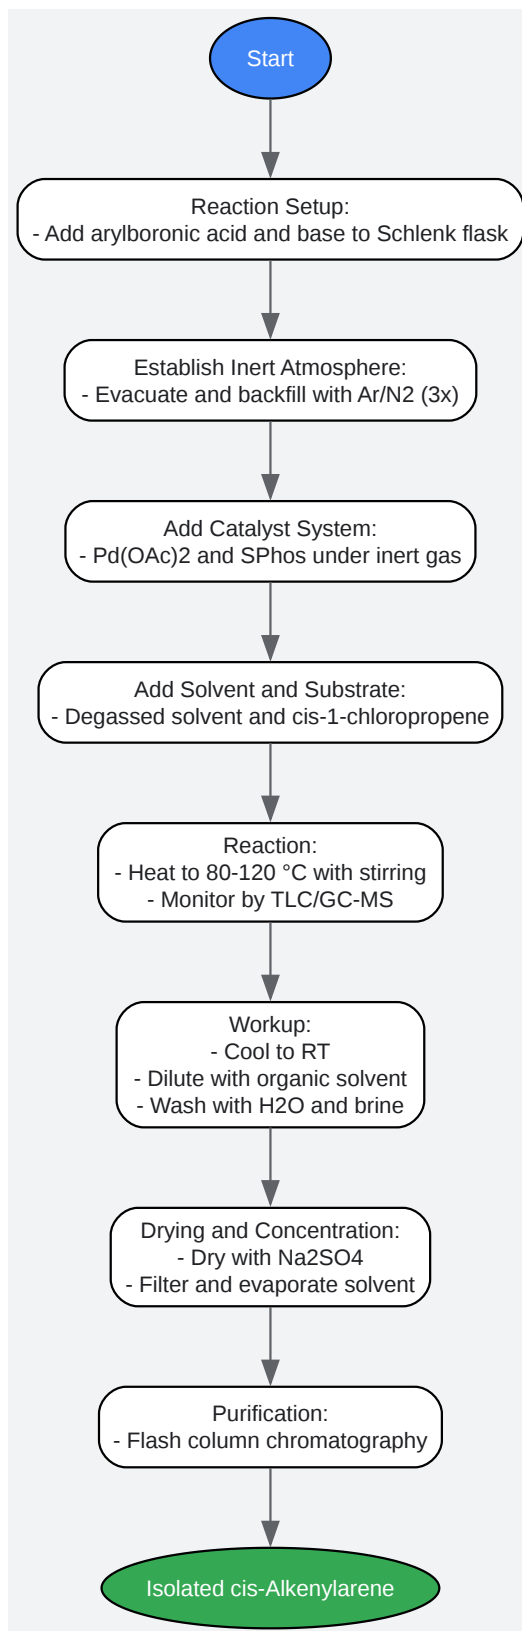 Start
Reaction Setup:
- Add arylboronic acid and base to Schlenk flask
Establish Inert Atmosphere:
- Evacuate and backfill with Ar/N2 (3x)
Add Catalyst System:
- Pd(OAc)2 and SPhos under inert gas
Add Solvent and Substrate:
- Degassed solvent and cis-1-chloropropene
Reaction:
- Heat to 80-120 °C with stirring
- Monitor by TLC/GC-MS
Workup:
- Cool to RT
- Dilute with organic solvent
- Wash with H2O and brine
Drying and Concentration:
- Dry with Na2SO4
- Filter and evaporate solvent
Purification:
- Flash column chromatography
Isolated cis-Alkenylarene